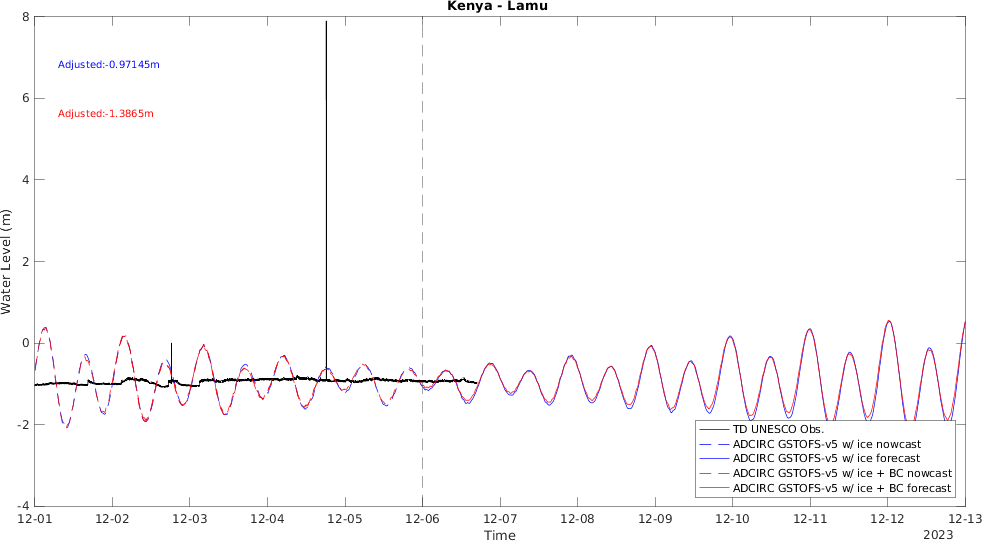 Kenya - Lamu
8
6
4
2
0
-2
-4
Water Level (m)
Adjusted:-0.97145m
Adjusted:-1.3865m
TD UNESCO Obs.
ADCIRC GSTOFS-v5 w/ ice nowcast
ADCIRC GSTOFS-v5 w/ ice forecast
ADCIRC GSTOFS-v5 w/ ice + BC nowcast
ADCIRC GSTOFS-v5 w/ ice + BC forecast
12-01 12-02 12-03 12-04 12-05 12-06 12-07 12-08 12-09 12-10 12-11 12-12 12-13
Time
2023